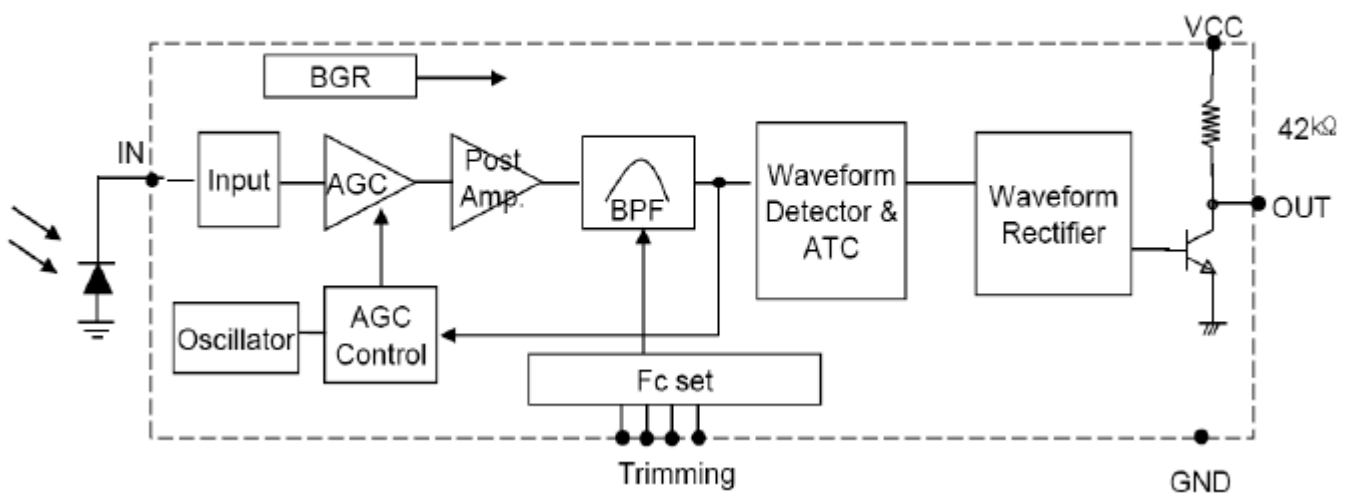 VCC
BGR
42kΩ
IN
Input
AGC
Post
Amp.
BPF
Waveform
Detector &
ATC
Waveform
Rectifier
OUT
Oscillator
AGC
Control
Fc set
Trimming
GND